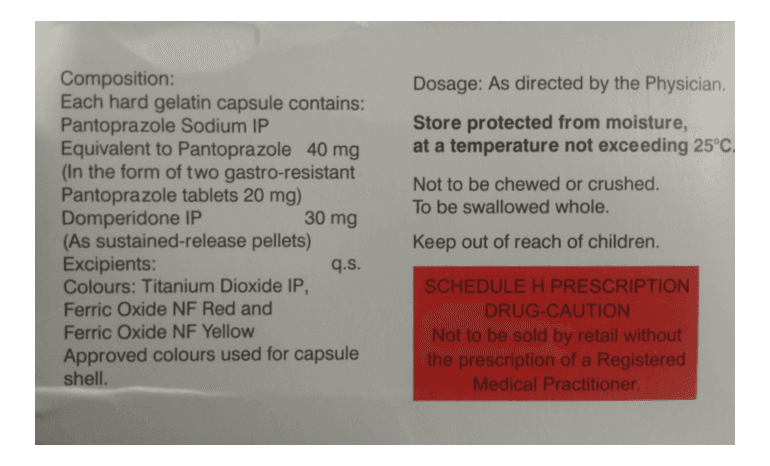 Composition:
Each hard gelatin capsule contains:
Pantoprazole Sodium IP
Equivalent to Pantoprazole 40 mg
(In the form of two gastro-resistant
Pantoprazole tablets 20 mg)
Domperidone IP 30 mg
(As sustained-release pellets)
Excipients: q.s.
Colours: Titanium Dioxide IP,
Ferric Oxide NF Red and
Ferric Oxide NF Yellow
Approved colours used for capsule
shell.
Dosage: As directed by the Physician.
Store protected from moisture,
at a temperature not exceeding 25°C.
Not to be chewed or crushed.
To be swallowed whole.
Keep out of reach of children.
SCHEDULE H PRESCRIPTION
DRUG-CAUTION
Not to be sold by retail without
the prescription of a Registered
Medical Practitioner.